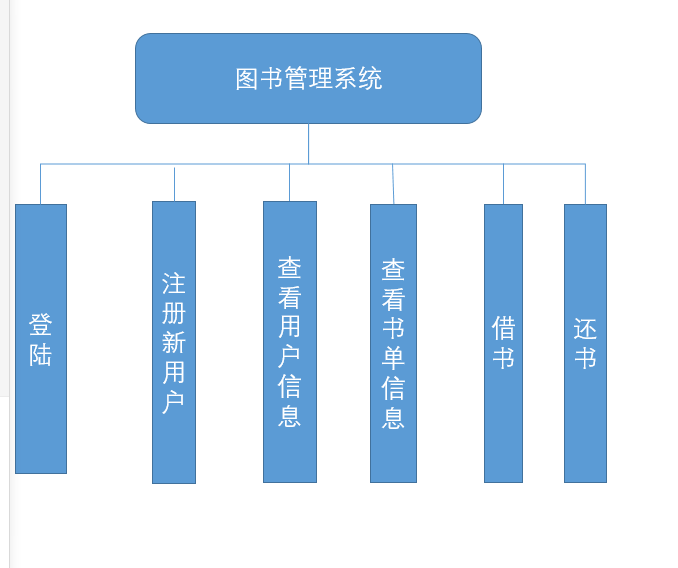 图书管理系统
登陆
注册新用户
查看用户信息
查看书单信息
借书
还书